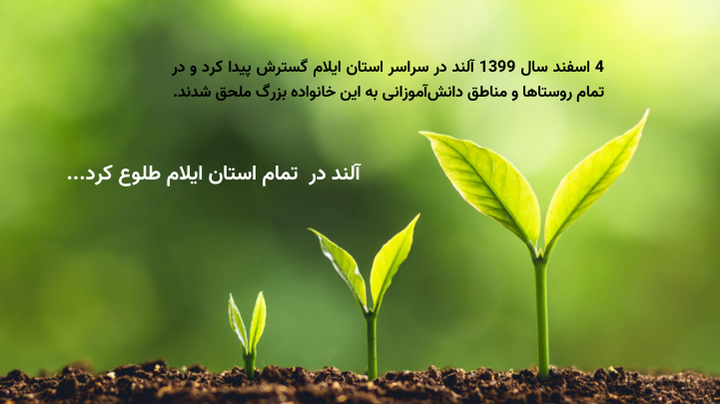 4 اسفند سال 1399 آلند در سراسر استان ایلام گسترش پیدا کرد و در
تمام روستاها و مناطق دانش‌آموزانی به این خانواده بزرگ ملحق شدند.
آلند در تمام استان ایلام طلوع کرد...